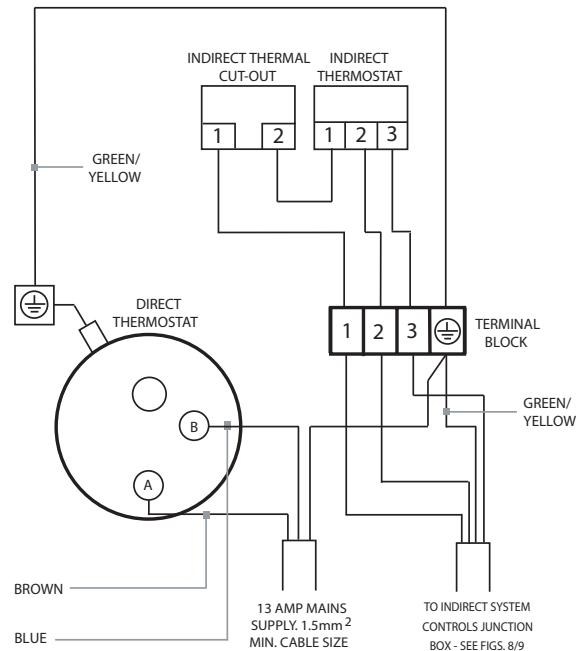 INDIRECT THERMAL
CUT-OUT
INDIRECT
THERMOSTAT
1 2
1 2 3
GREEN/
YELLOW
DIRECT
THERMOSTAT
1 2 3
TERMINAL
BLOCK
B
A
GREEN/
YELLOW
BROWN
BLUE
13 AMP MAINS
SUPPLY. 1.5mm 2
MIN. CABLE SIZE
TO INDIRECT SYSTEM
CONTROLS JUNCTION
BOX - SEE FIGS. 8/9